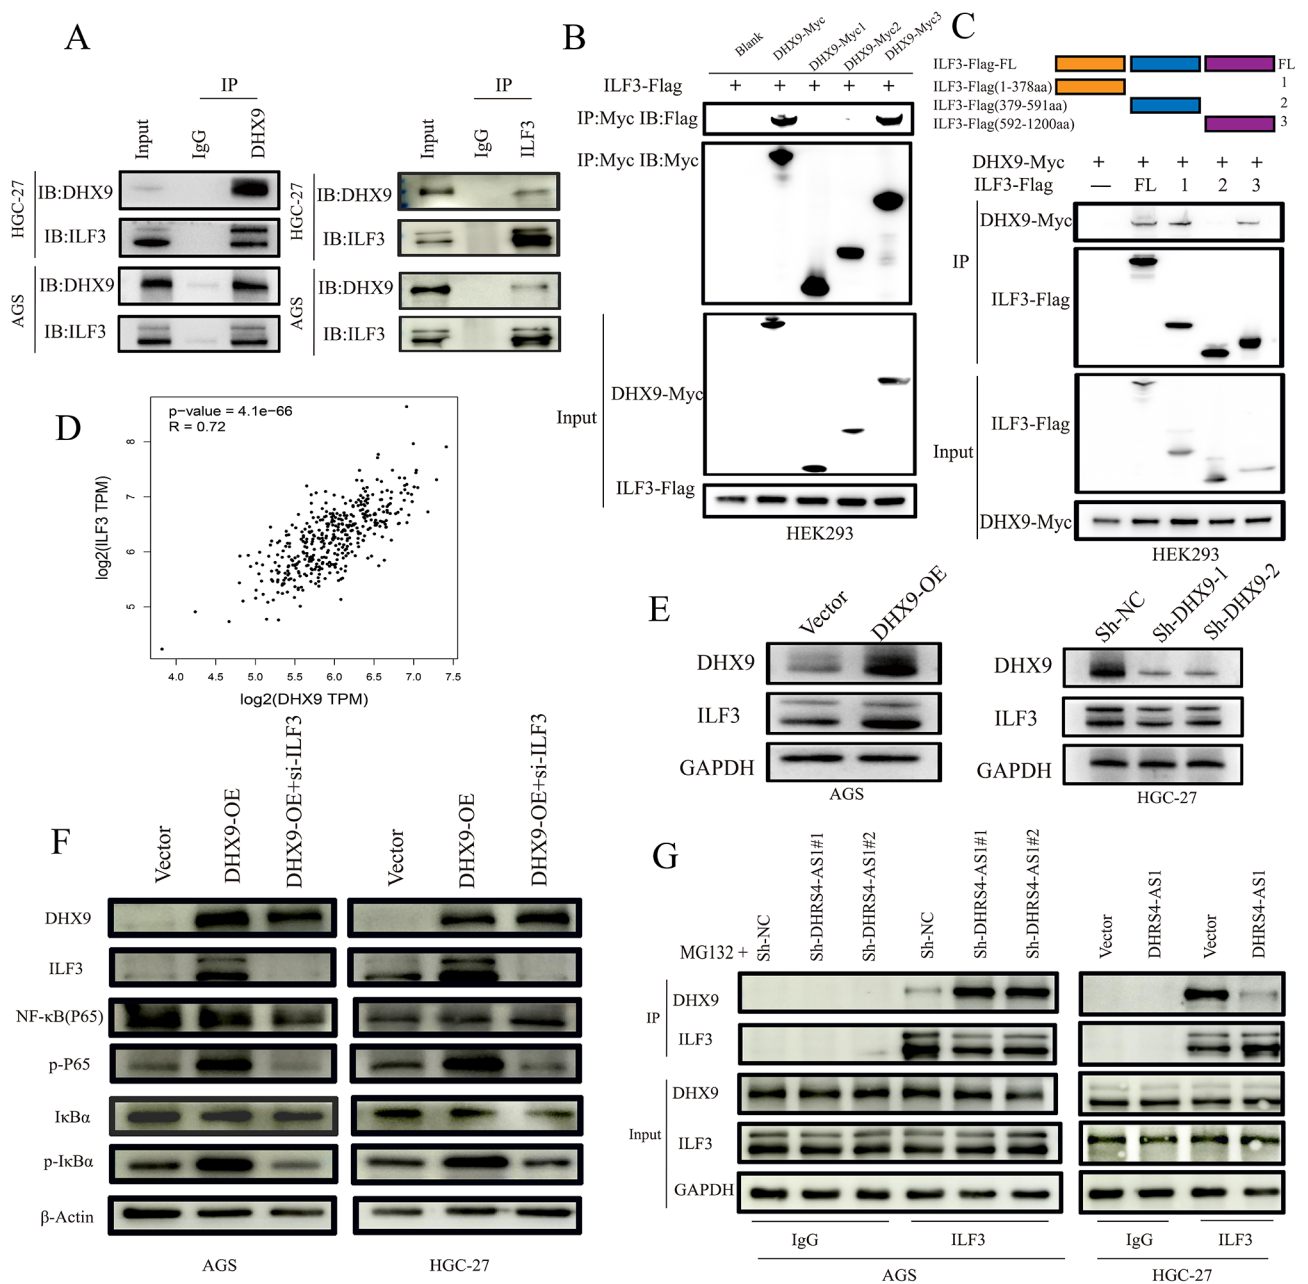 A
IP
Input
IgG
DHX9
HGC-27
IB:DHX9
IB:ILF3
AGS
IB:DHX9
IB:ILF3
IP
Input
IgG
ILF3
HGC-27
IB:DHX9
IB:ILF3
AGS
IB:DHX9
IB:ILF3
B
Blank
DHX9-Myc
DHX9-Myc1
DHX9-Myc2
DHX9-Myc3
ILF3-Flag + + + + +
IP:Myc IB:Flag
IP:Myc IB:Myc
Input
DHX9-Myc
ILF3-Flag
HEK293
C
ILF3-Flag-FL FL
ILF3-Flag(1-378aa) 1
ILF3-Flag(379-591aa) 2
ILF3-Flag(592-1200aa) 3
DHX9-Myc + + + + +
ILF3-Flag — FL 1 2 3
IP
DHX9-Myc
ILF3-Flag
Input
ILF3-Flag
DHX9-Myc
HEK293
D
p−value = 4.1e−66
R = 0.72
log2(ILF3 TPM)
8
7
6
5
4.0 4.5 5.0 5.5 6.0 6.5 7.0 7.5
log2(DHX9 TPM)
E
Vector
DHX9-OE
DHX9
ILF3
GAPDH
AGS
Sh-NC
Sh-DHX9-1
Sh-DHX9-2
DHX9
ILF3
GAPDH
HGC-27
F
Vector
DHX9-OE
DHX9-OE+si-ILF3
Vector
DHX9-OE
DHX9-OE+si-ILF3
DHX9
ILF3
NF-κB(P65)
p-P65
IκBα
p-IκBα
β-Actin
AGS
HGC-27
G
MG132 +
Sh-NC
Sh-DHRS4-AS1#1
Sh-DHRS4-AS1#2
Sh-NC
Sh-DHRS4-AS1#1
Sh-DHRS4-AS1#2
Vector
DHRS4-AS1
Vector
DHRS4-AS1
IP
DHX9
ILF3
Input
DHX9
ILF3
GAPDH
IgG ILF3 IgG ILF3
AGS HGC-27